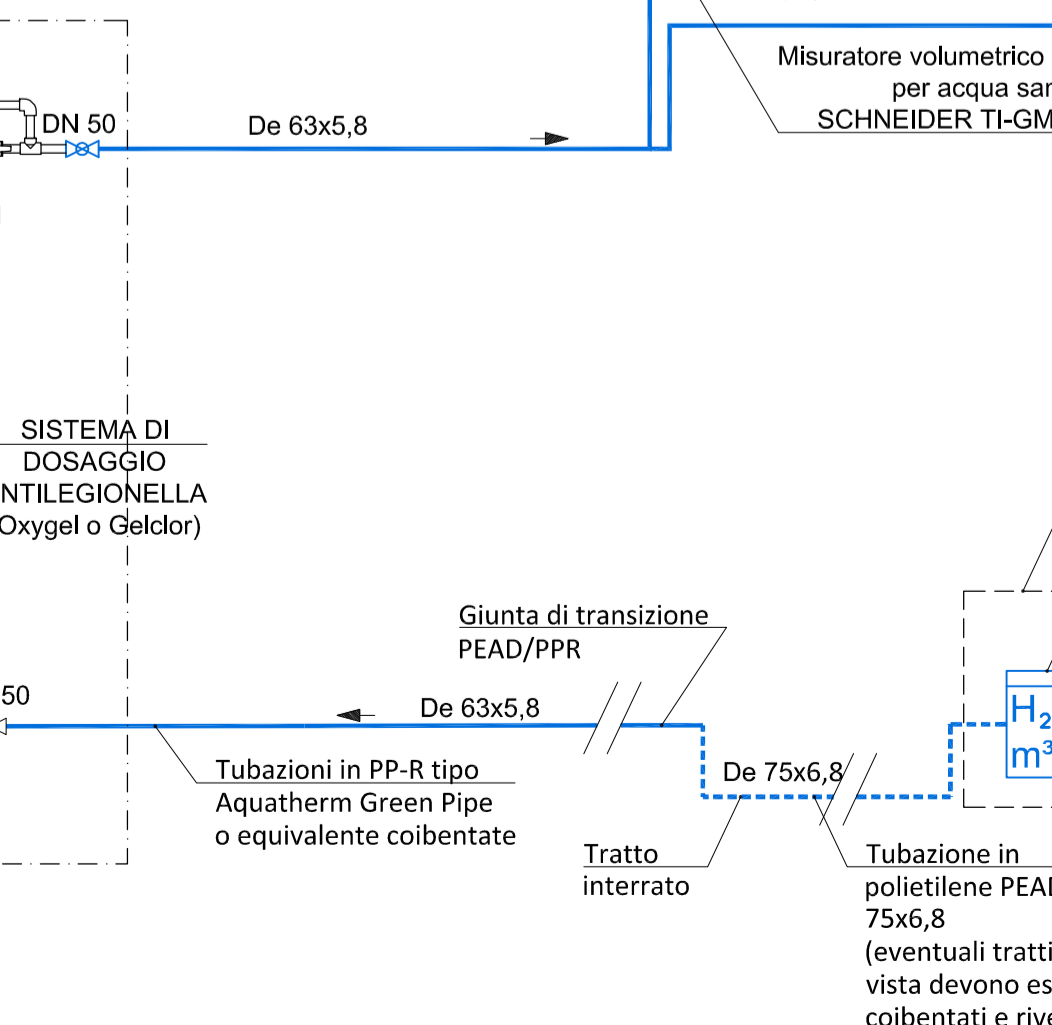 Misuratore volumetrico
per acqua
SCHNEIDER TI-GM
DN 50
De 63x5,8
SISTEMA DI
DOSAGGIO
NTILEGIONELLA
Oxygel o Gelclor)
Giunta di transizione
PEAD/PPR
50
De 63x5,8
H₂
m³
Tubazioni in PP-R tipo
Aquatherm Green Pipe
o equivalente coibentate
De 75x6,8
Tratto
interrato
Tubazione in
polietilene PEAD
75x6,8
(eventuali tratti
vista devono es
coibentati e rive